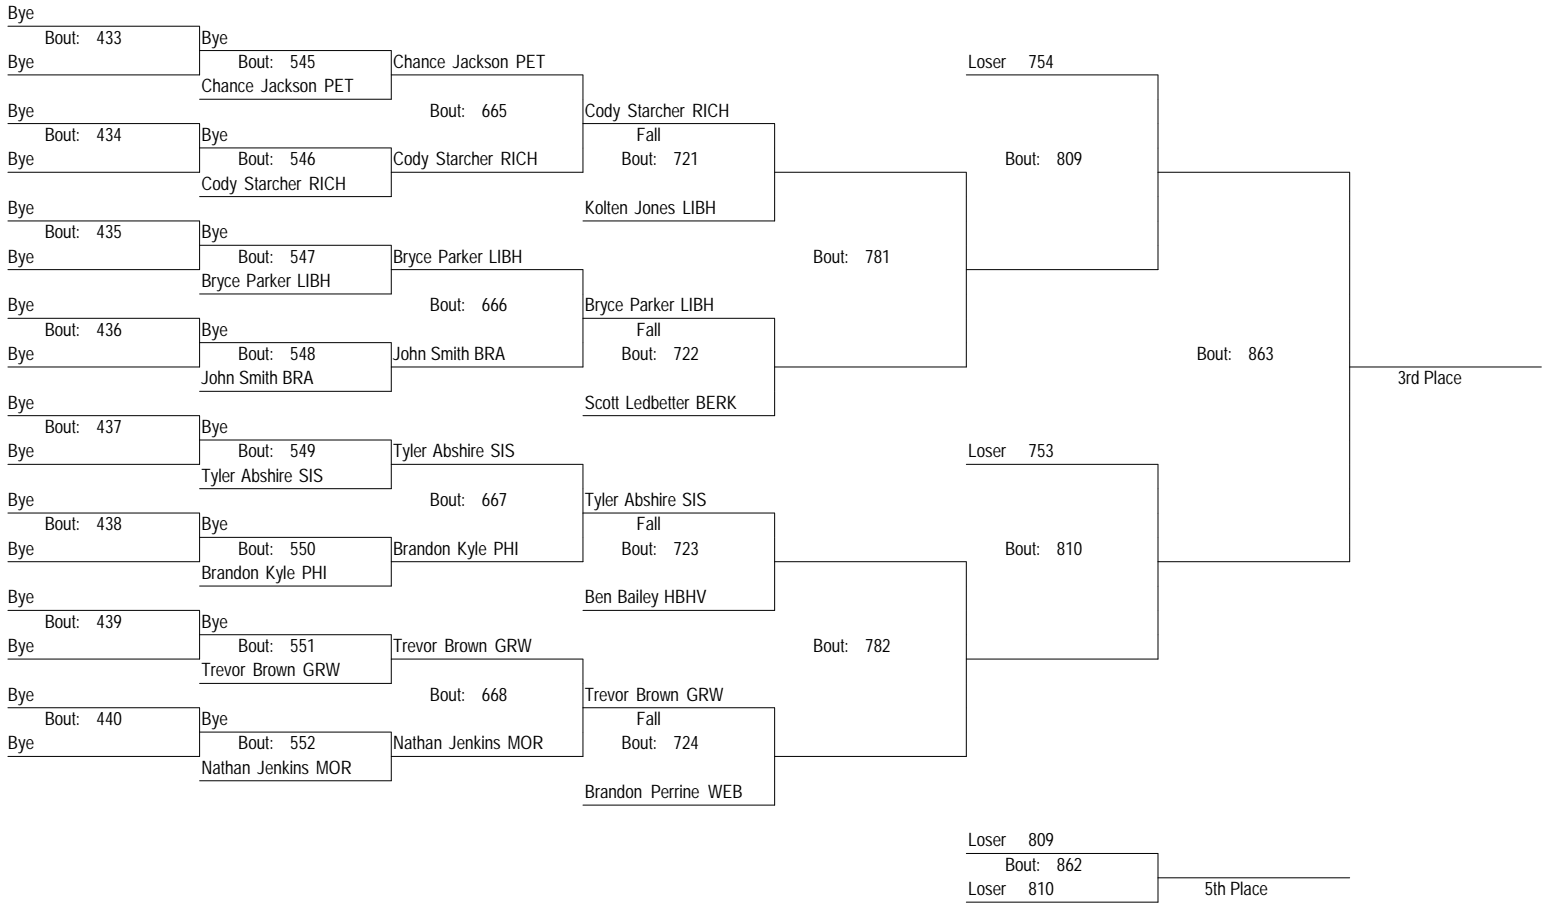 Bye
Bout: 433
Bye
Bye
Bout: 545
Chance Jackson PET
Chance Jackson PET
Bout: 665
Bye
Bout: 434
Bye
Bye
Bout: 546
Cody Starcher RICH
Cody Starcher RICH
Cody Starcher RICH
Fall
Bout: 721
Kolten Jones LIBH
Bye
Bout: 435
Bye
Bye
Bout: 547
Bryce Parker LIBH
Bryce Parker LIBH
Bout: 666
Bye
Bout: 436
Bye
Bye
Bout: 548
John Smith BRA
John Smith BRA
Bryce Parker LIBH
Fall
Bout: 722
Scott Ledbetter BERK
Bout: 781
Bye
Bout: 437
Bye
Bye
Bout: 549
Tyler Abshire SIS
Tyler Abshire SIS
Bout: 667
Bye
Bout: 438
Bye
Bye
Bout: 550
Brandon Kyle PHI
Brandon Kyle PHI
Tyler Abshire SIS
Fall
Bout: 723
Ben Bailey HBHV
Bye
Bout: 439
Bye
Bye
Bout: 551
Trevor Brown GRW
Trevor Brown GRW
Bout: 668
Bye
Bout: 440
Bye
Bye
Bout: 552
Nathan Jenkins MOR
Nathan Jenkins MOR
Trevor Brown GRW
Fall
Bout: 724
Brandon Perrine WEB
Bout: 782
Loser 754
Bout: 809
Loser 753
Bout: 810
Bout: 863
3rd Place
Loser 809
Bout: 862
Loser 810
5th Place